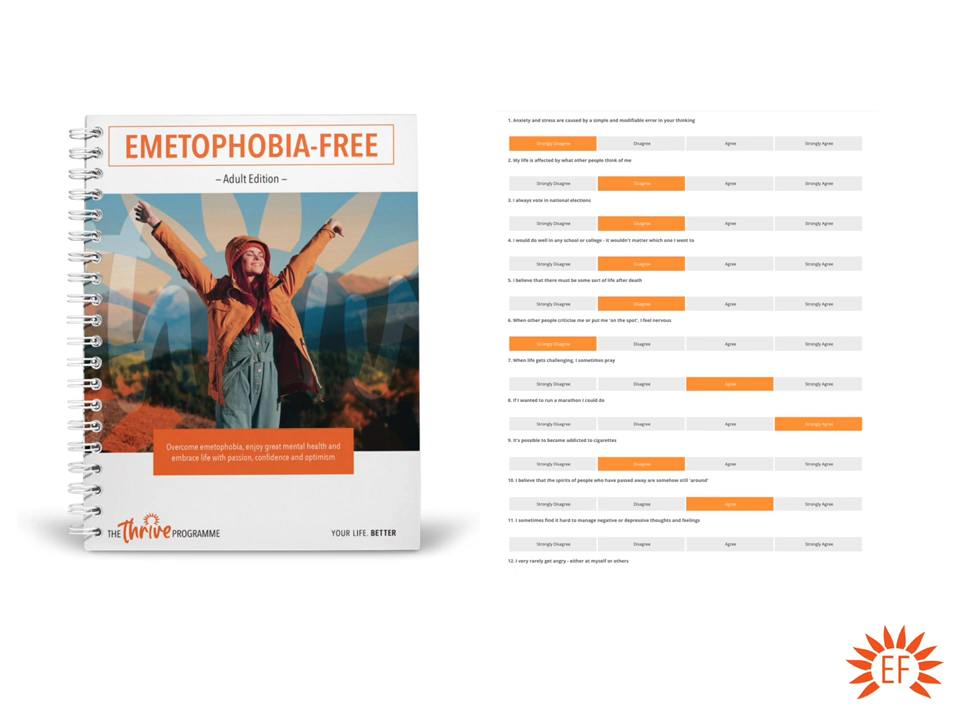 EMETOPHOBIA-FREE
– Adult Edition –
Overcome emetophobia, enjoy great mental health and
embrace life with passion, confidence and optimism
THE Thrive PROGRAMME
YOUR LIFE. BETTER
1. Anxiety and stress are caused by a simple and modifiable error in your thinking
Strongly Disagree Disagree Agree Strongly Agree
2. My life is affected by what other people think of me
Strongly Disagree Disagree Agree Strongly Agree
3. I always vote in national elections
Strongly Disagree Disagree Agree Strongly Agree
4. I would do well in any school or college - it wouldn't matter which one I went to
Strongly Disagree Disagree Agree Strongly Agree
5. I believe that there must be some sort of life after death
Strongly Disagree Disagree Agree Strongly Agree
6. When other people criticise me or put me 'on the spot', I feel nervous
Strongly Disagree Disagree Agree Strongly Agree
7. When life gets challenging, I sometimes pray
Strongly Disagree Disagree Agree Strongly Agree
8. If I wanted to run a marathon I could do
Strongly Disagree Disagree Agree Strongly Agree
9. It's possible to became addicted to cigarettes
Strongly Disagree Disagree Agree Strongly Agree
10. I believe that the spirits of people who have passed away are somehow still 'around'
Strongly Disagree Disagree Agree Strongly Agree
11. I sometimes find it hard to manage negative or depressive thoughts and feelings
Strongly Disagree Disagree Agree Strongly Agree
12. I very rarely get angry - either at myself or others
EF